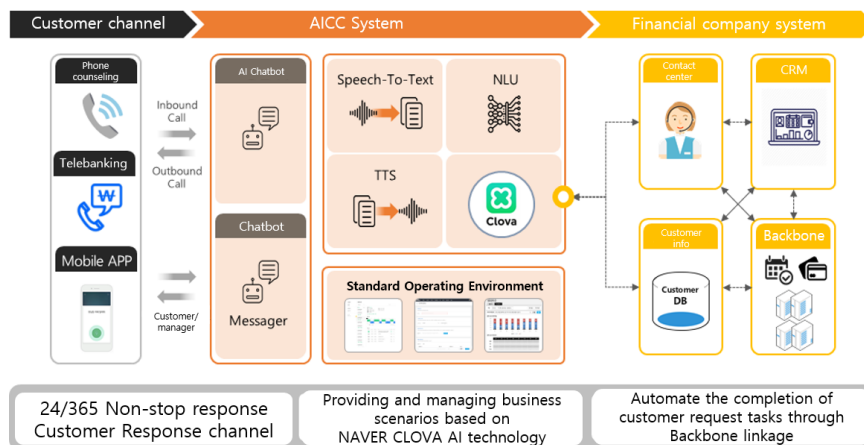 Customer channel
AICC System
Financial company system
Phone
counseling
Telebanking
₩
Mobile APP
Inbound
Call
Outbound
Call
Customer/
manager
AI Chatbot
Chatbot
Messager
Speech-To-Text
NLU
TTS
Clova
Standard Operating Environment
Contact
center
CRM
Customer
info
Customer
DB
Backbone
24/365 Non-stop response
Customer Response channel
Providing and managing business
scenarios based on
NAVER CLOVA AI technology
Automate the completion of
customer request tasks through
Backbone linkage